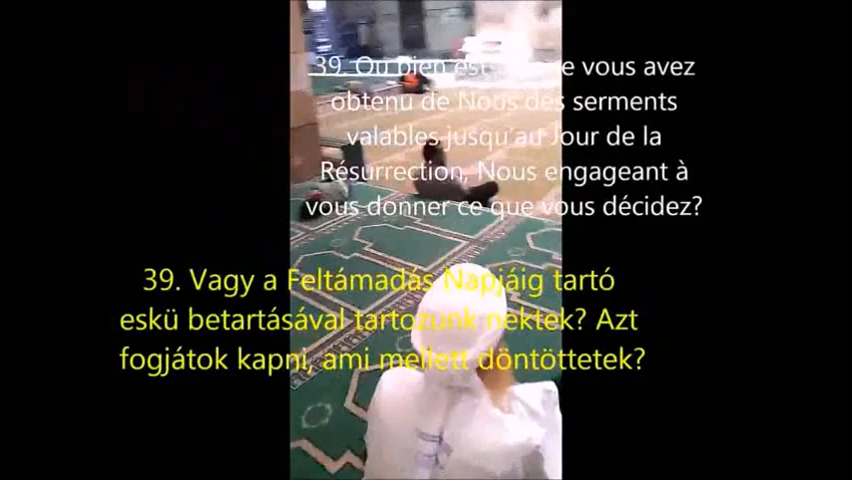 39. Ou bien est-ce que vous avez
obtenu de Nous des serments
valables jusqu'au Jour de la
Résurrection, Nous engageant à
vous donner ce que vous décidez?
39. Vagy a Feltámadás Napjáig tartó
eskü betartásával tartozunk néktek? Azt
fogjátok kapni, ami mellett döntöttetek?